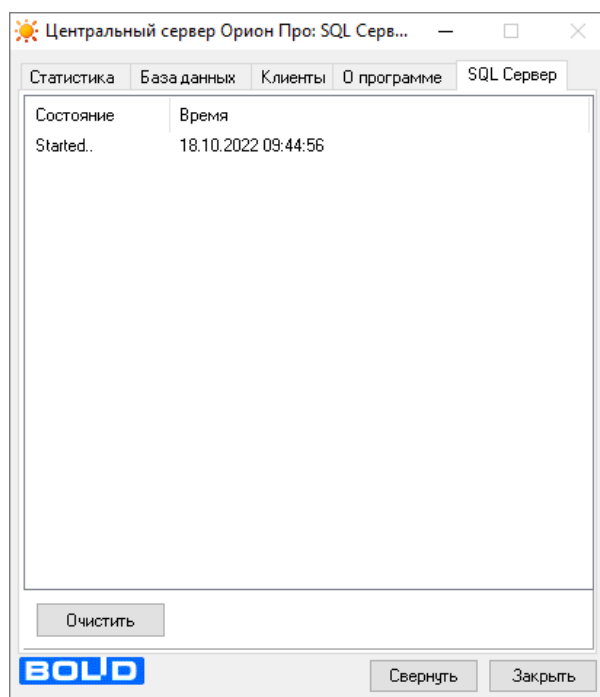 Центральный сервер Орион Про: SQL Серв...
Статистика База данных Клиенты О программе SQL Сервер
Состояние Время
Started.. 18.10.2022 09:44:56
Очистить
BOLID
Свернуть Закрыть